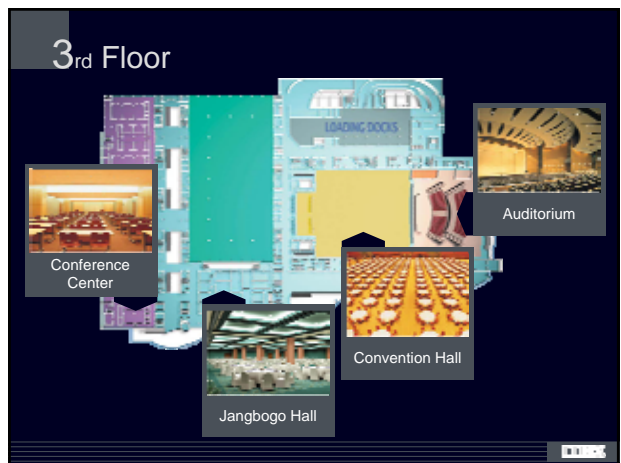 3rd Floor
LOADING DOCKS
Auditorium
Conference
Center
Convention Hall
Jangbogo Hall